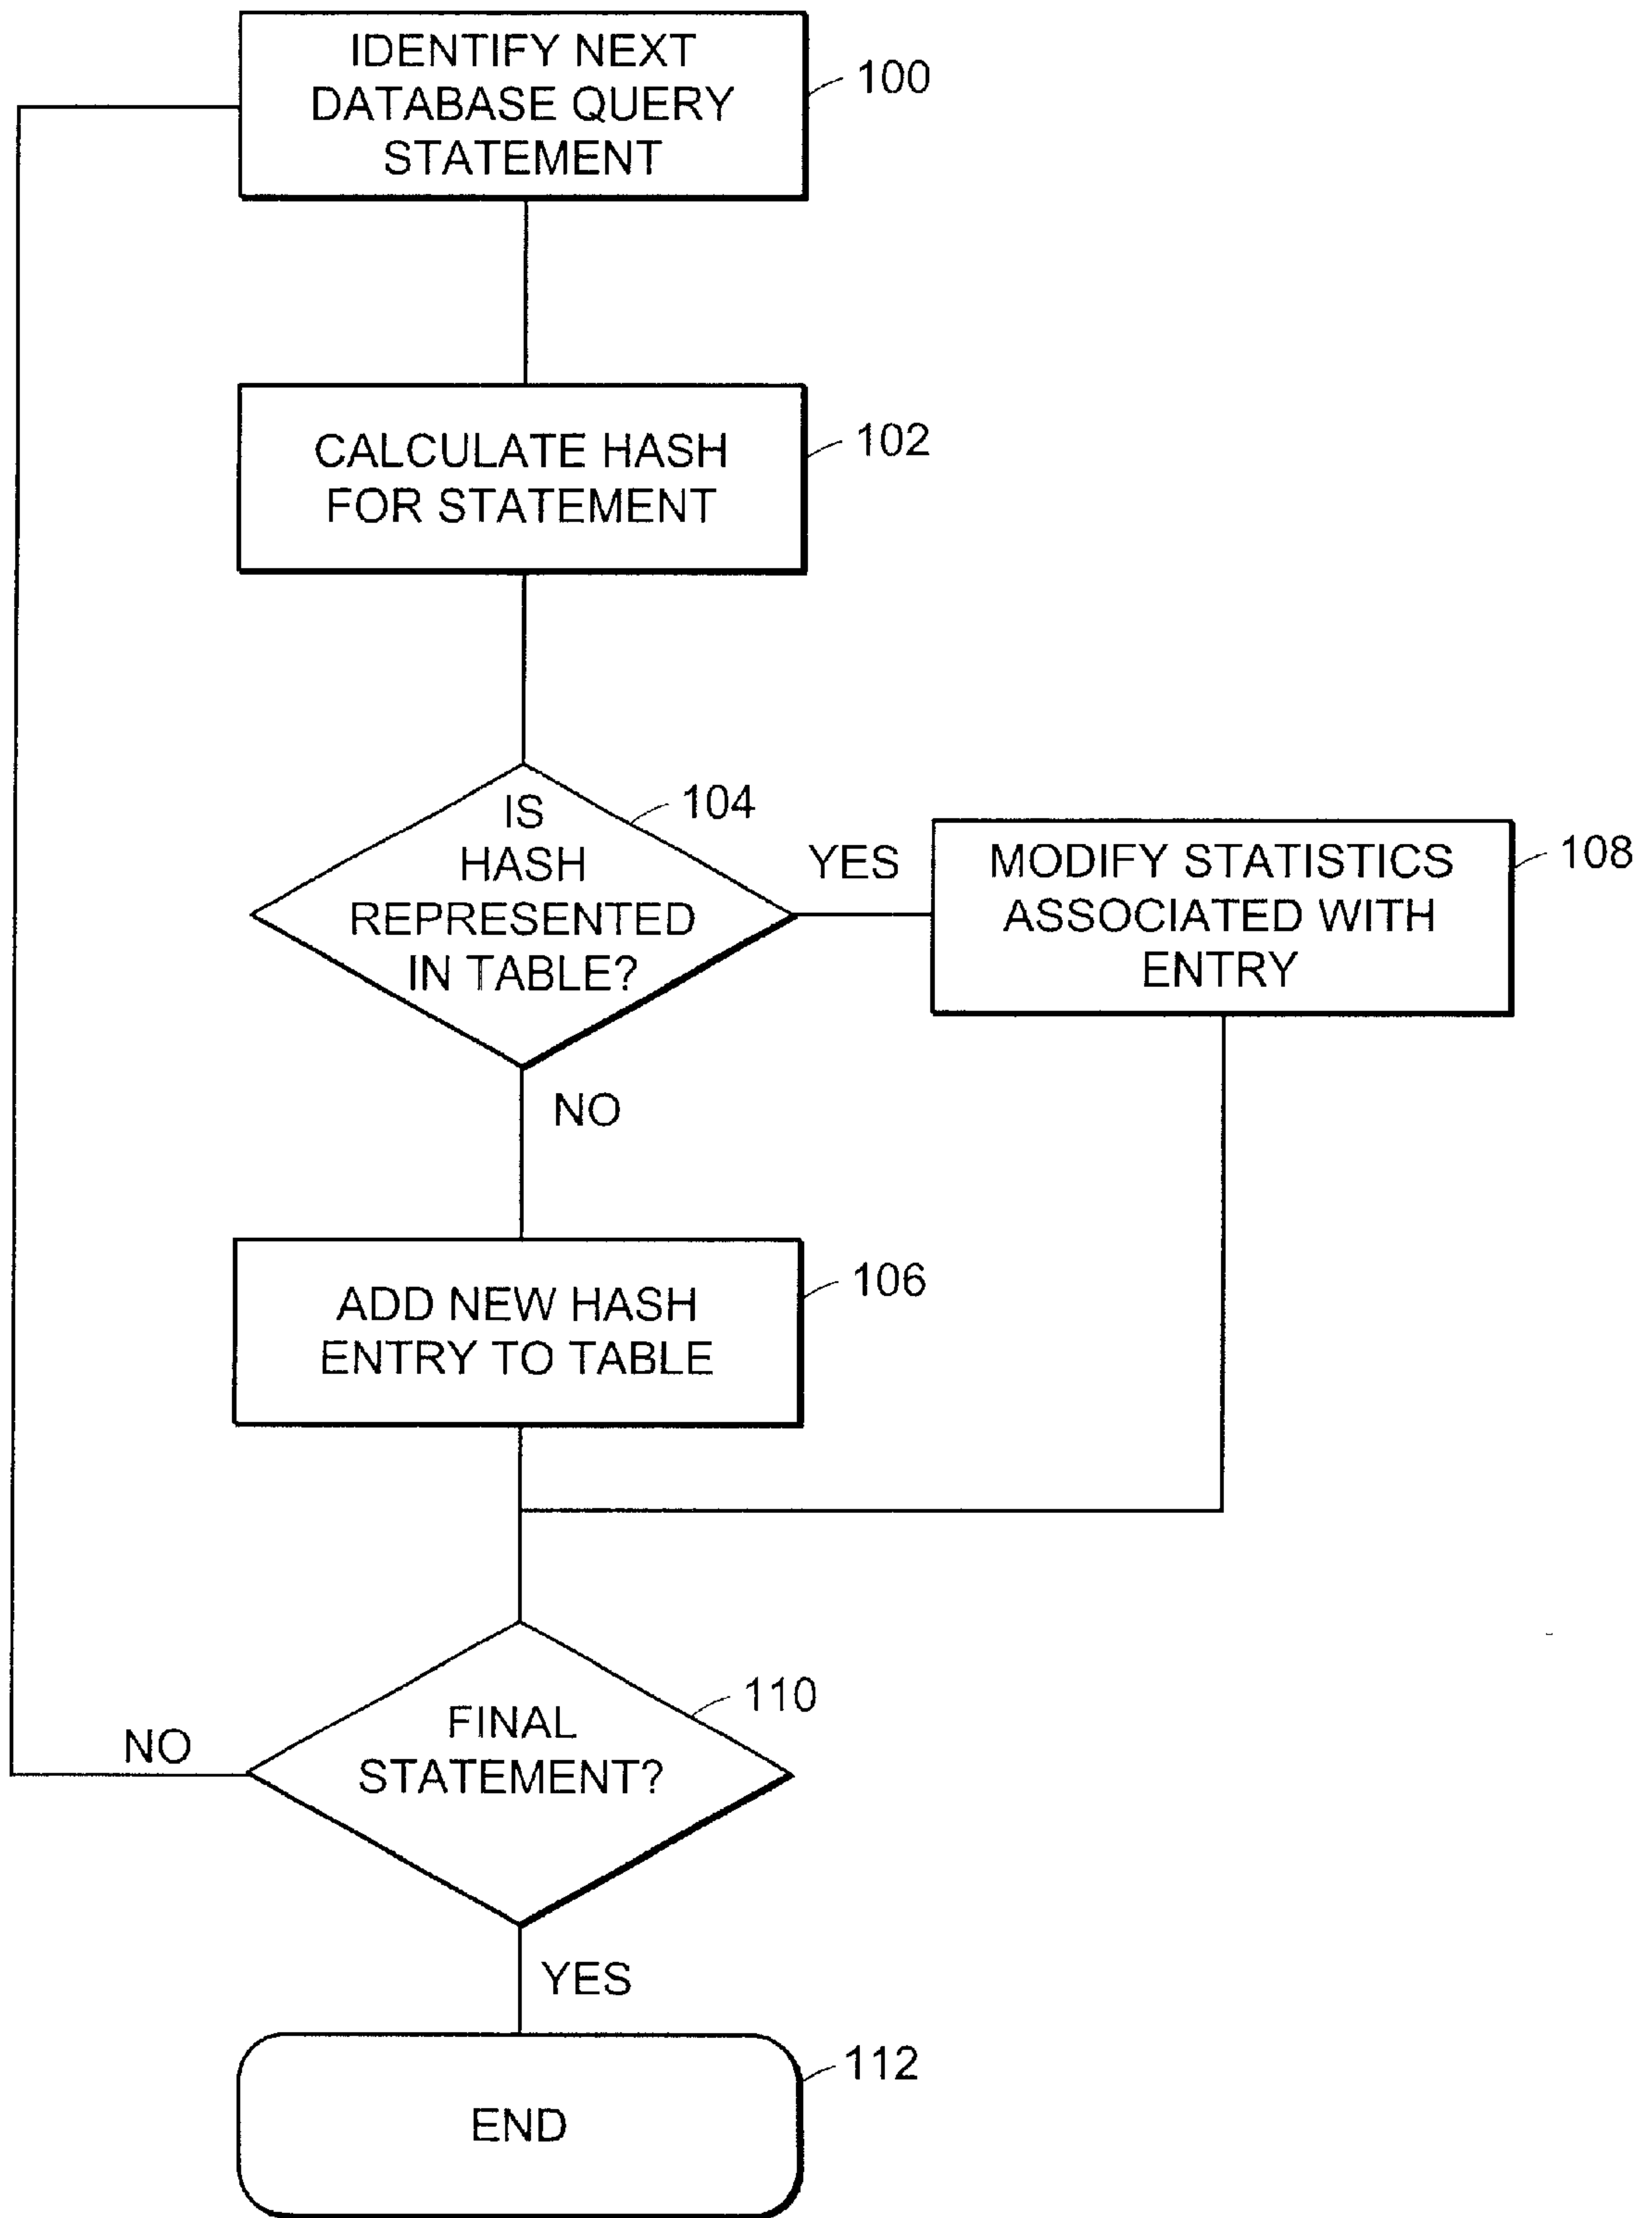 IDENTIFY NEXT
DATABASE QUERY
STATEMENT
100
CALCULATE HASH
FOR STATEMENT
102
IS
HASH
REPRESENTED
IN TABLE?
104
YES
MODIFY STATISTICS
ASSOCIATED WITH
ENTRY
108
NO
ADD NEW HASH
ENTRY TO TABLE
106
FINAL
STATEMENT?
110
NO
YES
END
112